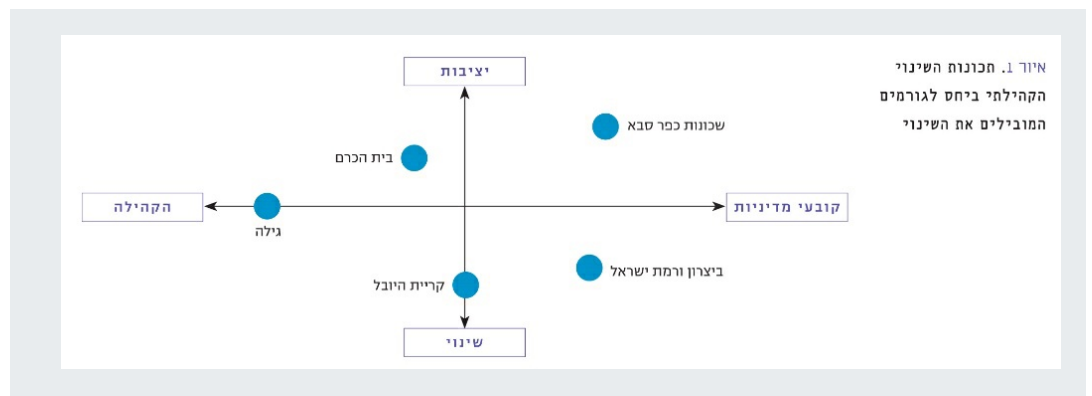 איור 1. תכונות השינוי
הקהילתי ביחס לגורמים
המובילים את השינוי
יציבות
שכונות כפר סבא
בית הכרם
קובעי מדיניות
הקהילה
גילה
ביצרון ורמת ישראל
קריית היובל
שינוי